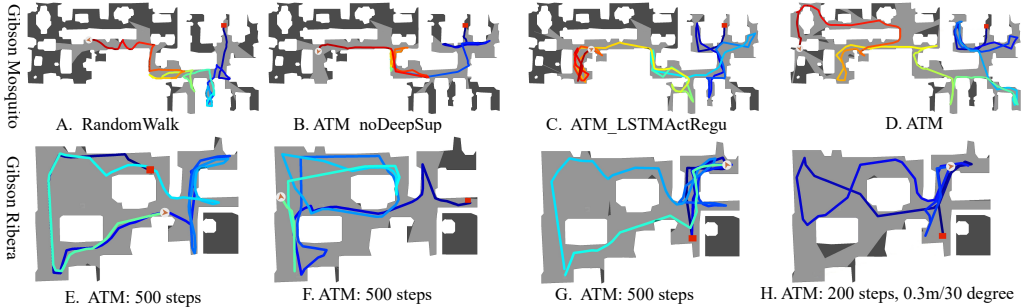 Gibson Mosquito
A. RandomWalk
B. ATM noDeepSup
C. ATM_LSTMActRegu
D. ATM
Gibson Ribera
E. ATM: 500 steps
F. ATM: 500 steps
G. ATM: 500 steps
H. ATM: 200 steps, 0.3m/30 degree